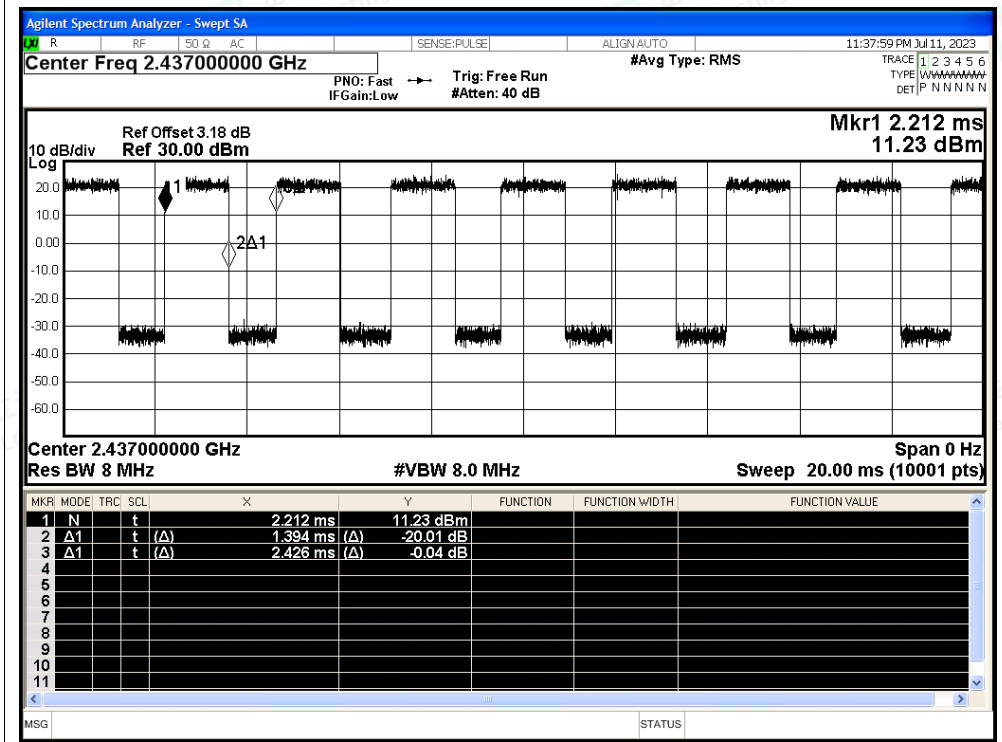 Agilent Spectrum Analyzer - Swept SA
LXI R RF 50 Ω AC SENSE:PULSE ALIGN AUTO 11:37:59 PM Jul 11, 2023
Center Freq 2.437000000 GHz #Avg Type: RMS TRACE 1 2 3 4 5 6
PNO: Fast Trig: Free Run TYPE
IFGain:Low #Atten: 40 dB DET P N N N N N
Mkr1 2.212 ms
Ref Offset 3.18 dB
10 dB/div Ref 30.00 dBm 11.23 dBm
Log
20.0
1
10.0
0.00
2Δ1
-10.0
-20.0
-30.0
-40.0
-50.0
-60.0
Center 2.437000000 GHz Span 0 Hz
Res BW 8 MHz #VBW 8.0 MHz Sweep 20.00 ms (10001 pts)
MKR MODE TRC SCL X Y FUNCTION FUNCTION WIDTH FUNCTION VALUE
1 N t 2.212 ms 11.23 dBm
2 Δ1 t (Δ) 1.394 ms (Δ) -20.01 dB
3 Δ1 t (Δ) 2.426 ms (Δ) -0.04 dB
4
5
6
7
8
9
10
11
MSG STATUS